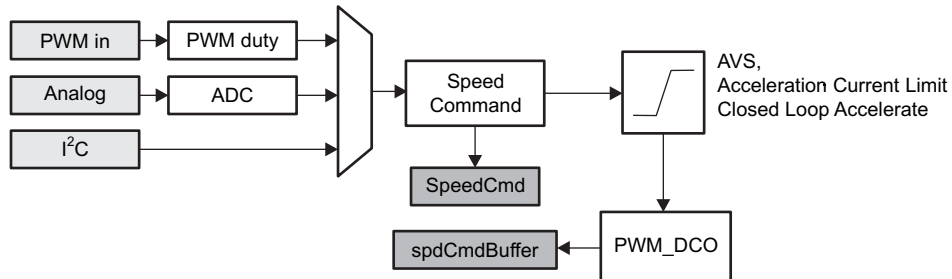 PWM in
PWM duty
Analog
ADC
I²C
Speed
Command
SpeedCmd
AVS,
Acceleration Current Limit
Closed Loop Accelerate
PWM_DCO
spdCmdBuffer